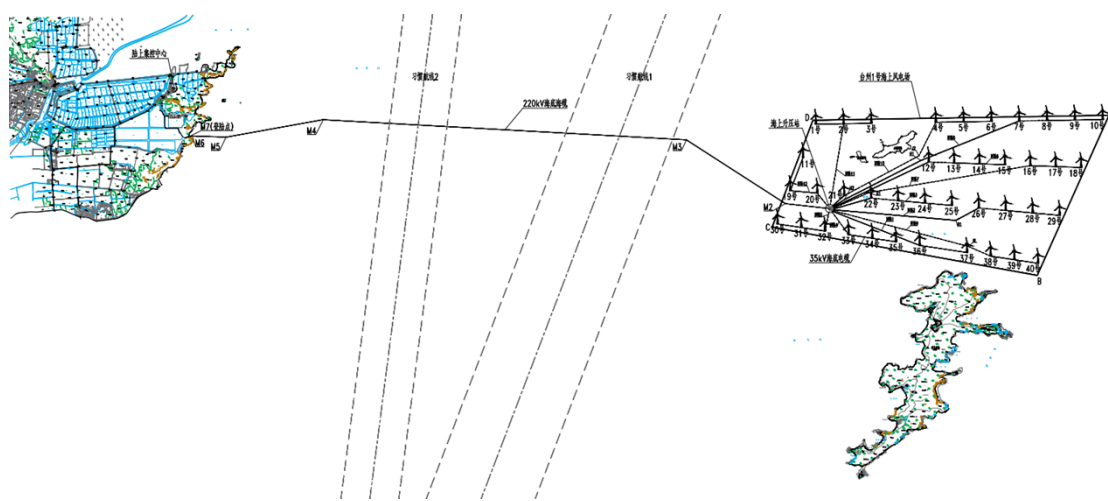 陆上集控中心
习惯航线2
习惯航线1
台州1号海上风电场
220kV海底海缆
海上升压站
M7(登陆点)
M6
M5
M4
M3
M2
D
C
B
1号
2号
3号
4号
5号
6号
7号
8号
9号
10号
11号
12号
13号
14号
15号
16号
17号
18号
19号
20号
21号
22号
23号
24号
25号
26号
27号
28号
29号
30号
31号
32号
33号
34号
35号
36号
37号
38号
39号
40号
35kV海底电缆